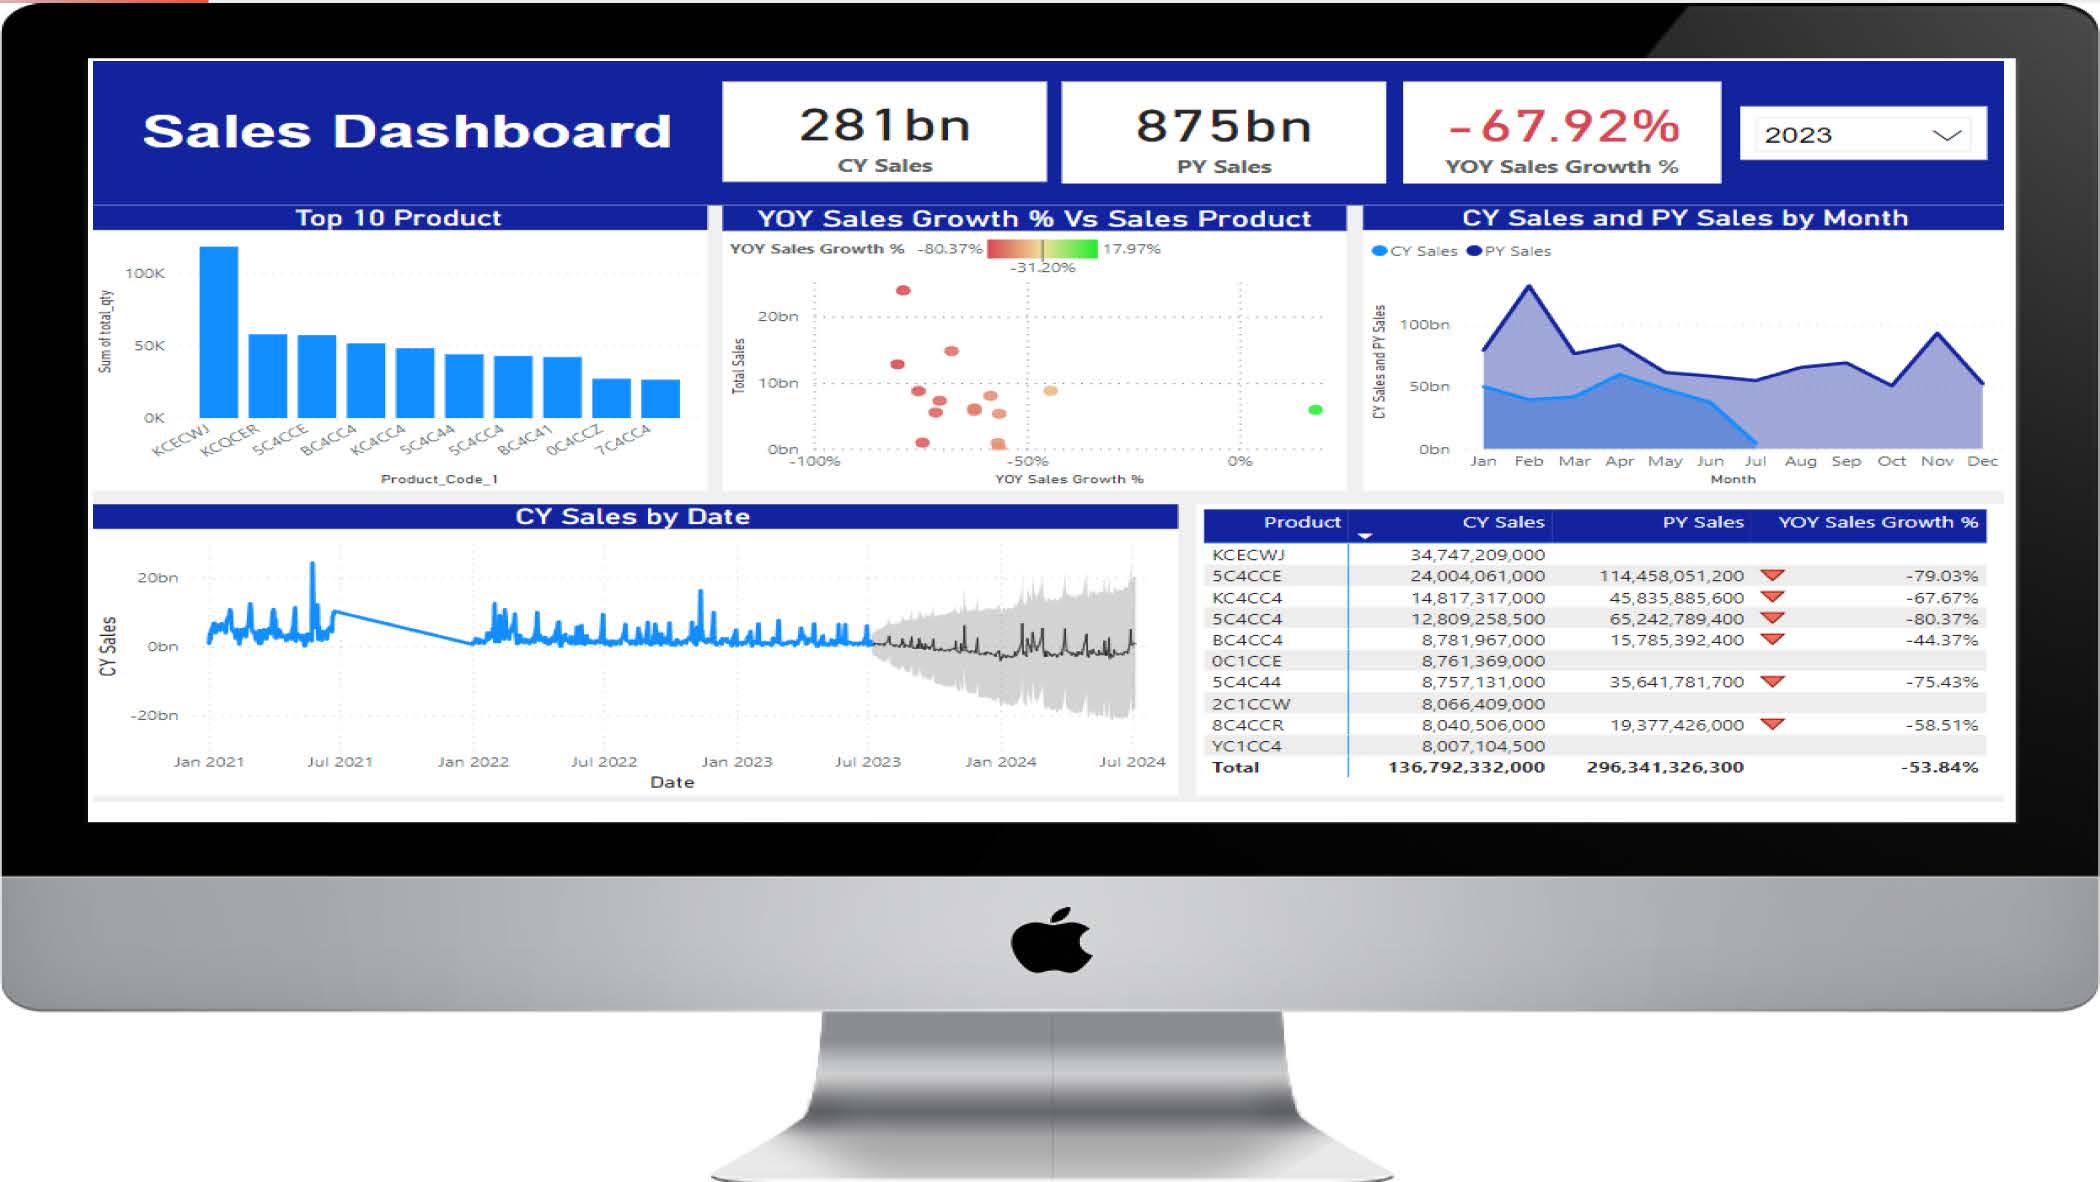 Sales Dashboard
281bn
CY Sales
875bn
PY Sales
-67.92%
YOY Sales Growth %
2023
Top 10 Product
100K
50K
0K
Sum of total_qty
KCECWJ
KCQCER
5C4CCE
BC4CC4
KC4CC4
5C4C44
5C4CC4
BC4C41
0C4CCZ
7C4CC4
Product_Code_1
YOY Sales Growth % Vs Sales Product
YOY Sales Growth % -80.37% 17.97%
-31.20%
20bn
10bn
0bn
Total Sales
-100% -50% 0%
YOY Sales Growth %
CY Sales and PY Sales by Month
CY Sales PY Sales
100bn
50bn
0bn
CY Sales and PY Sales
Jan Feb Mar Apr May Jun Jul Aug Sep Oct Nov Dec
Month
CY Sales by Date
20bn
0bn
-20bn
CY Sales
Jan 2021 Jul 2021 Jan 2022 Jul 2022 Jan 2023 Jul 2023 Jan 2024 Jul 2024
Date
Product CY Sales PY Sales YOY Sales Growth %
KCECWJ 34,747,209,000
5C4CCE 24,004,061,000 114,458,051,200 -79.03%
KC4CC4 14,817,317,000 45,835,885,600 -67.67%
5C4CC4 12,809,258,500 65,242,789,400 -80.37%
BC4CC4 8,781,967,000 15,785,392,400 -44.37%
0C1CCE 8,761,369,000
5C4C44 8,757,131,000 35,641,781,700 -75.43%
2C1CCW 8,066,409,000
8C4CCR 8,040,506,000 19,377,426,000 -58.51%
YC1CC4 8,007,104,500
Total 136,792,332,000 296,341,326,300 -53.84%